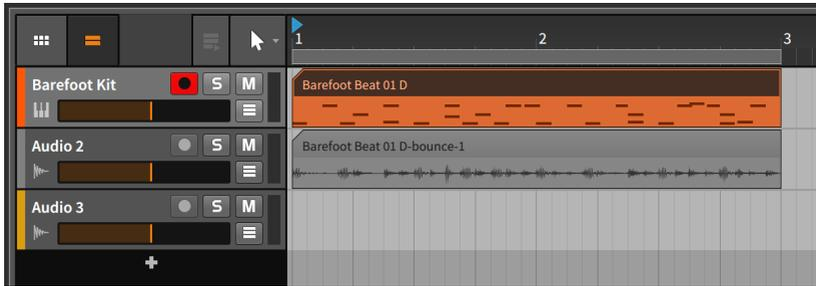 1 2 3
Barefoot Kit S M
Barefoot Beat 01 D
Audio 2 S M
Barefoot Beat 01 D-bounce-1
Audio 3 S M